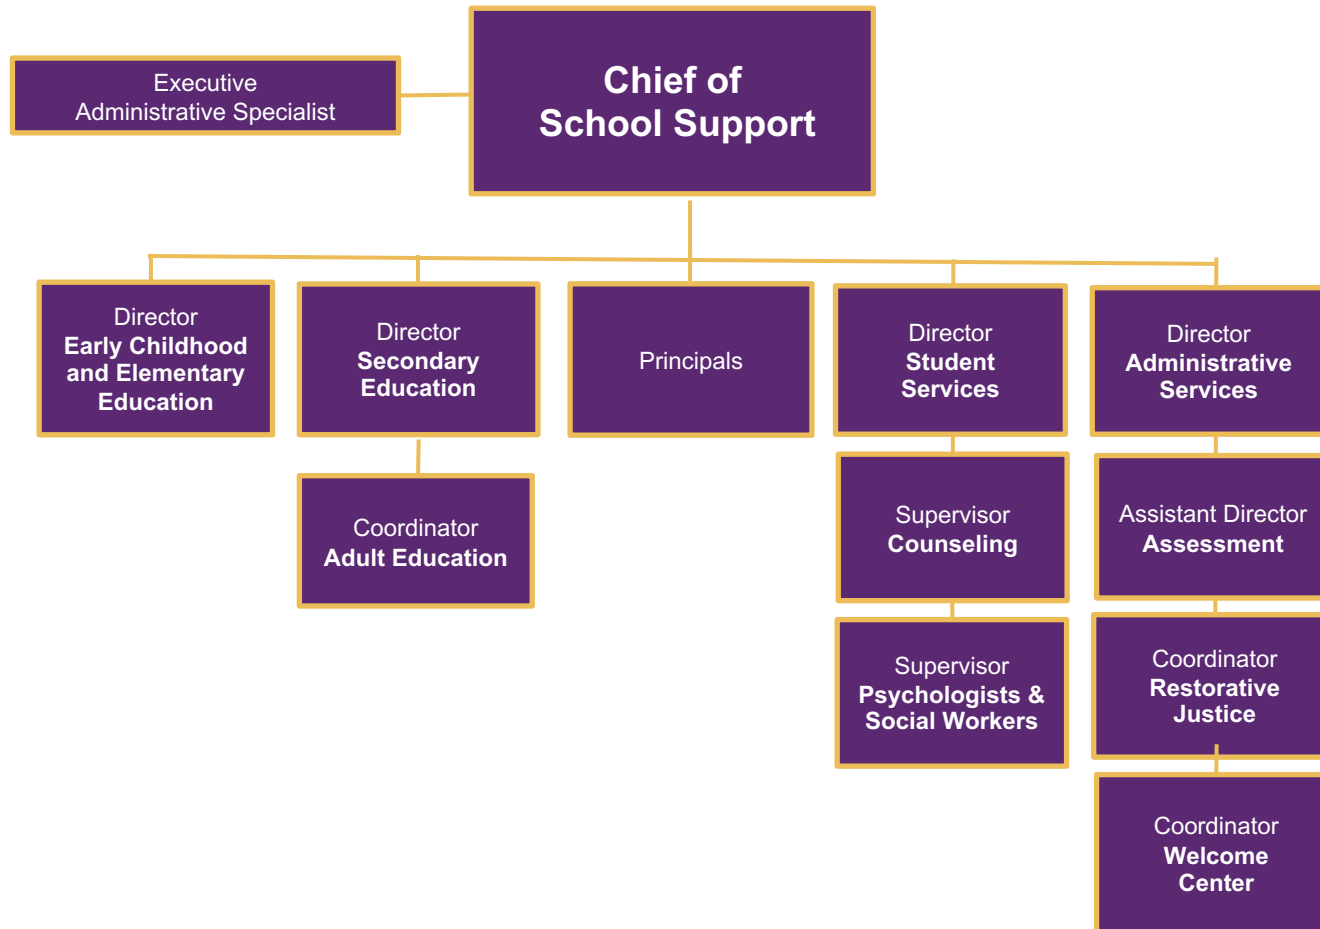 Chief of
School Support
Executive
Administrative Specialist
Director
Early Childhood
and Elementary
Education
Director
Secondary
Education
Principals
Director
Student
Services
Director
Administrative
Services
Coordinator
Adult Education
Supervisor
Counseling
Assistant Director
Assessment
Supervisor
Psychologists &
Social Workers
Coordinator
Restorative
Justice
Coordinator
Welcome
Center